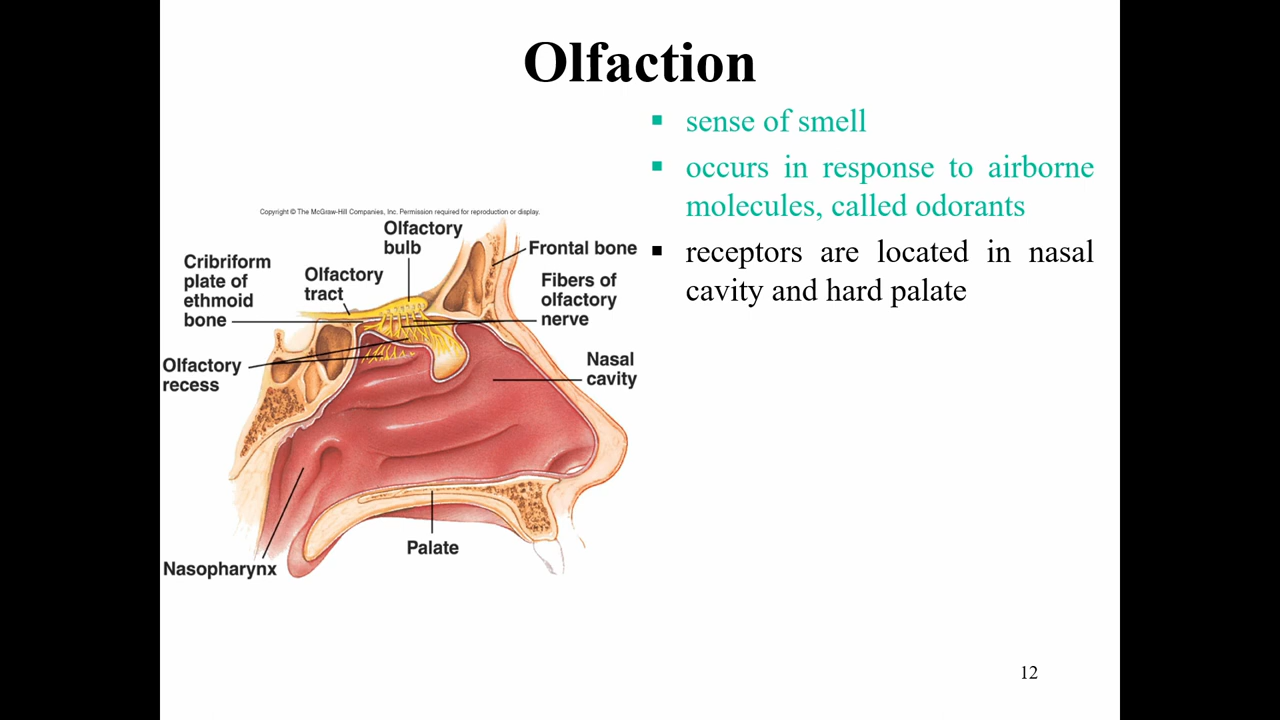 Olfaction
▪ sense of smell
▪ occurs in response to airborne
molecules, called odorants
▪ receptors are located in nasal
cavity and hard palate
Copyright © The McGraw-Hill Companies, Inc. Permission required for reproduction or display.
Olfactory
bulb
Frontal bone
Cribriform
plate of
ethmoid
bone
Olfactory
tract
Fibers of
olfactory
nerve
Olfactory
recess
Nasal
cavity
Palate
Nasopharynx
12